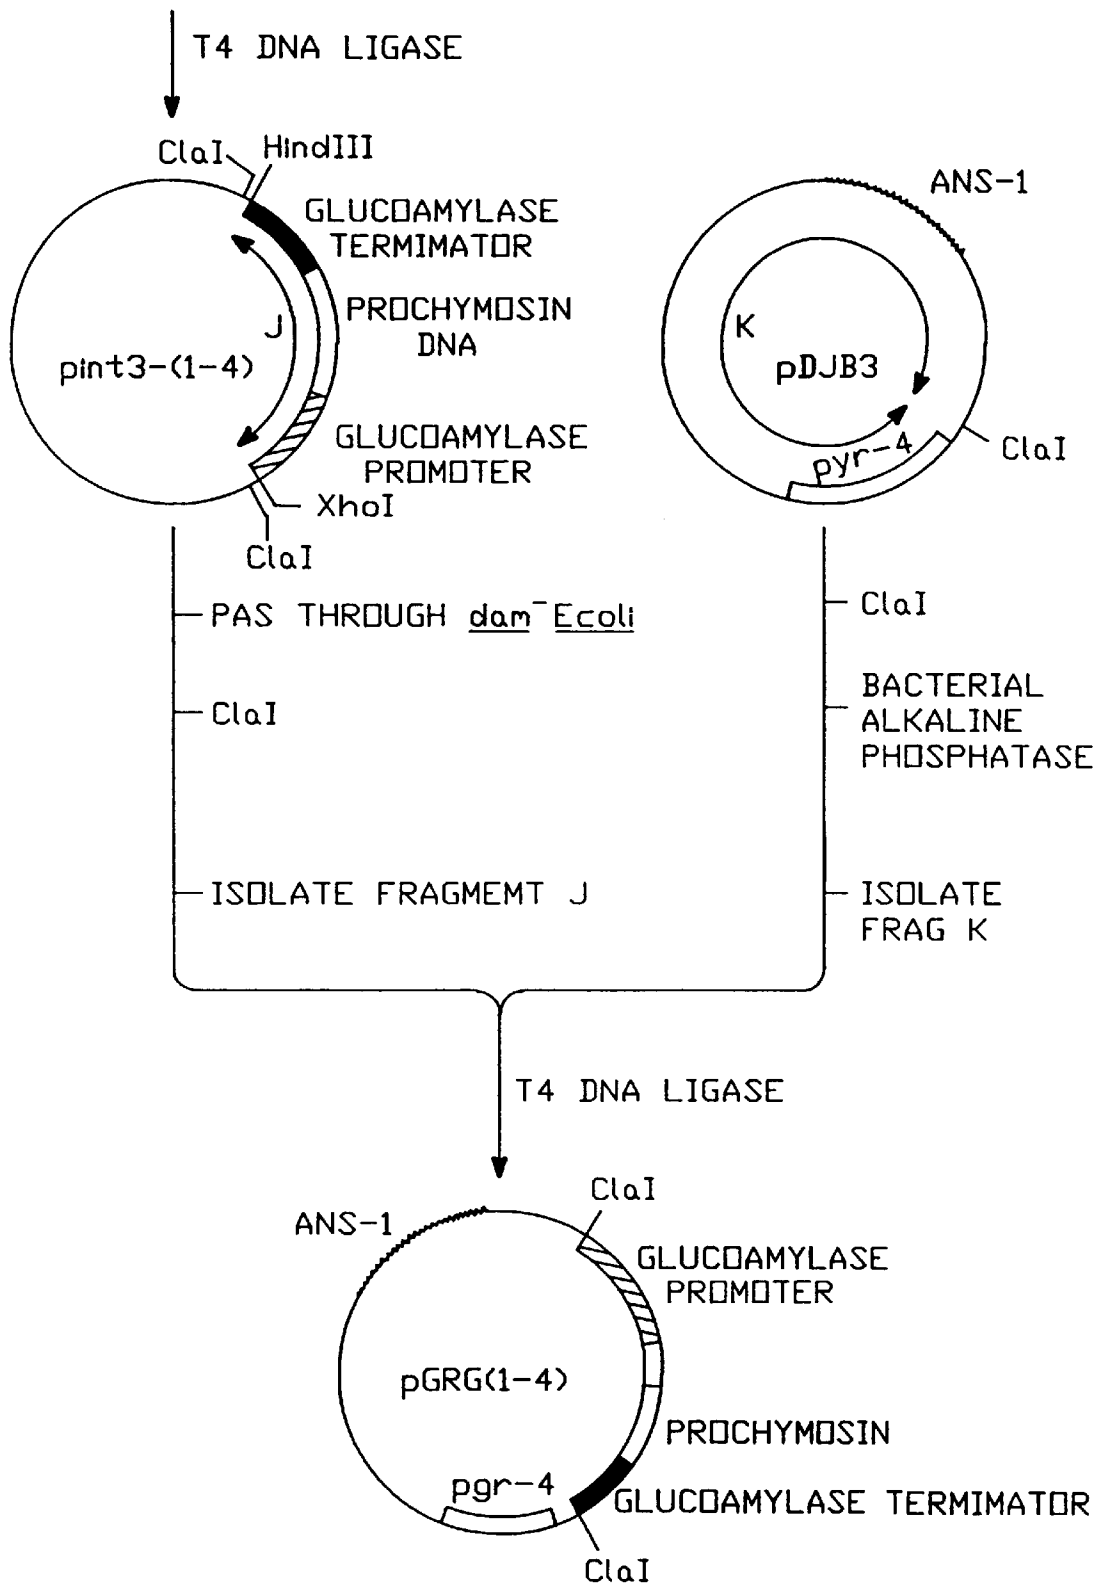 T4 DNA LIGASE
ClaI
HindIII
GLUCOAMYLASE
TERMIMATOR
PROCHYMOSIN
DNA
J
pint3-(1-4)
GLUCOAMYLASE
PROMOTER
XhoI
ClaI
ANS-1
K
pDJB3
ClaI
pyr-4
PAS THROUGH dam⁻ Ecoli
ClaI
ISOLATE FRAGMEMT J
ClaI
BACTERIAL
ALKALINE
PHOSPHATASE
ISOLATE
FRAG K
T4 DNA LIGASE
ClaI
ANS-1
GLUCOAMYLASE
PROMOTER
pGRG(1-4)
PROCHYMOSIN
pgr-4
GLUCOAMYLASE TERMIMATOR
ClaI